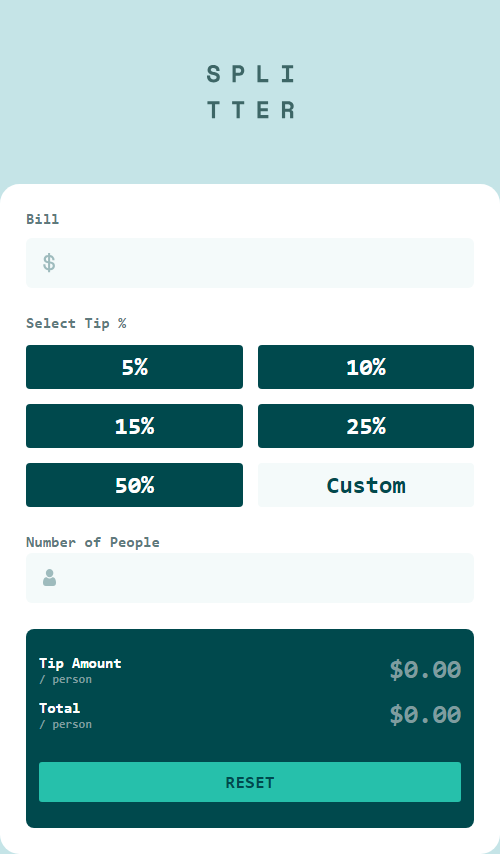 SPLI
TTER
Bill
$
Select Tip %
5%
10%
15%
25%
50%
Custom
Number of People
Tip Amount
/ person
$0.00
Total
/ person
$0.00
RESET